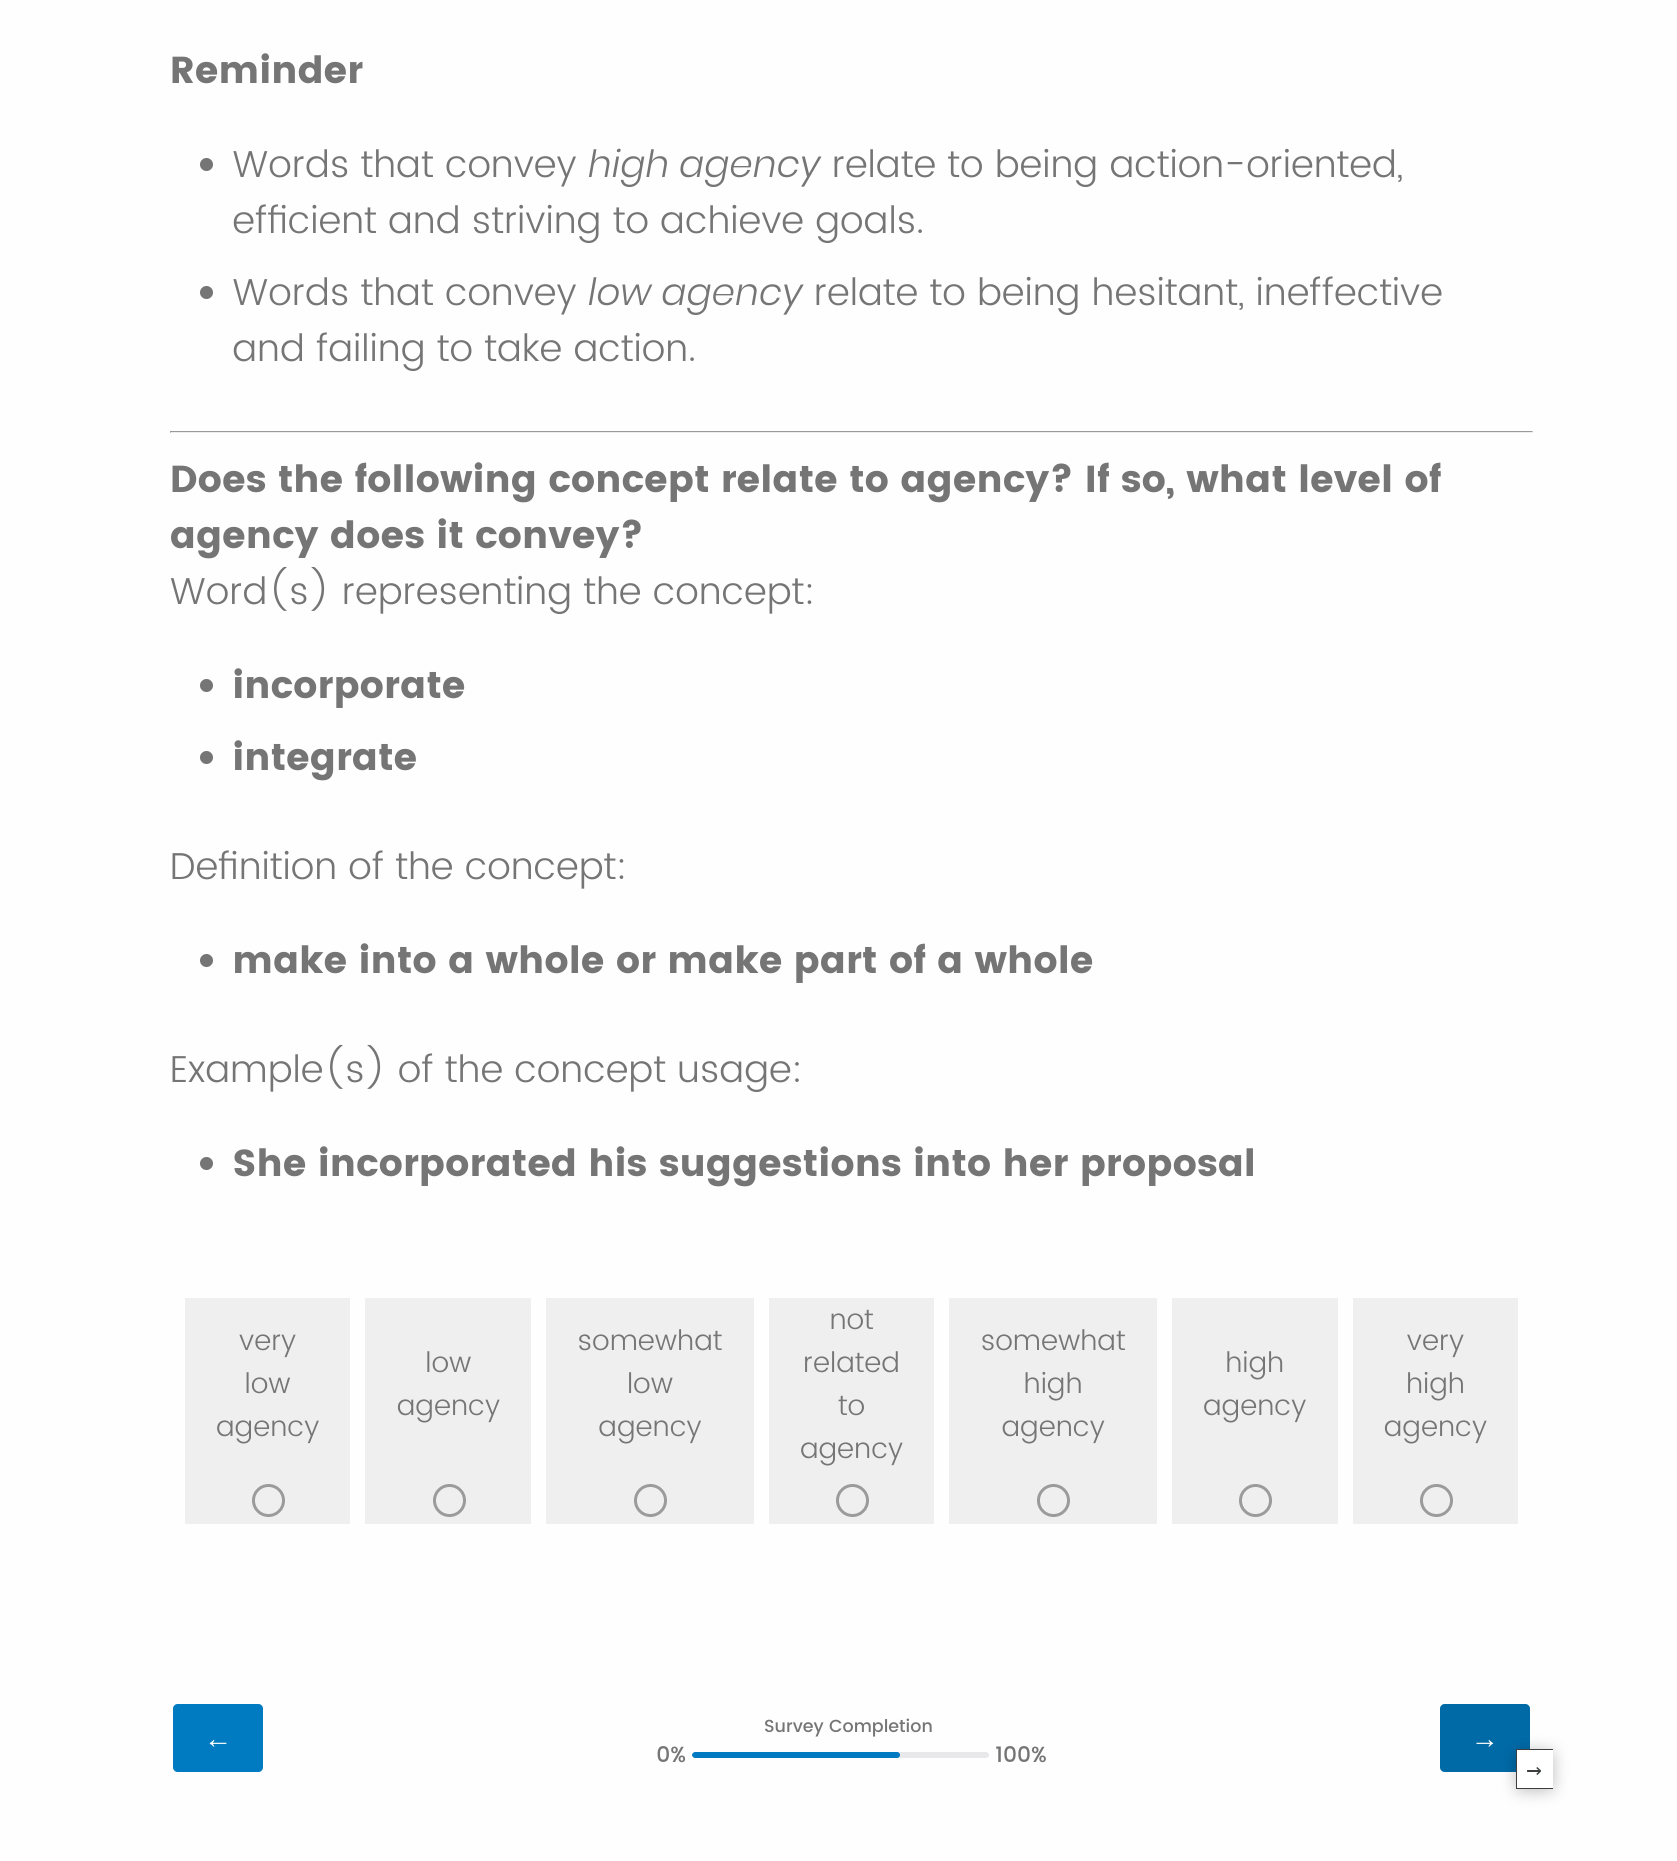 Reminder
• Words that convey high agency relate to being action-oriented,
efficient and striving to achieve goals.
• Words that convey low agency relate to being hesitant, ineffective
and failing to take action.
Does the following concept relate to agency? If so, what level of
agency does it convey?
Word(s) representing the concept:
• incorporate
• integrate
Definition of the concept:
• make into a whole or make part of a whole
Example(s) of the concept usage:
• She incorporated his suggestions into her proposal
very
low
agency
low
agency
somewhat
low
agency
not
related
to
agency
somewhat
high
agency
high
agency
very
high
agency
←
Survey Completion
0% 100%
→
→